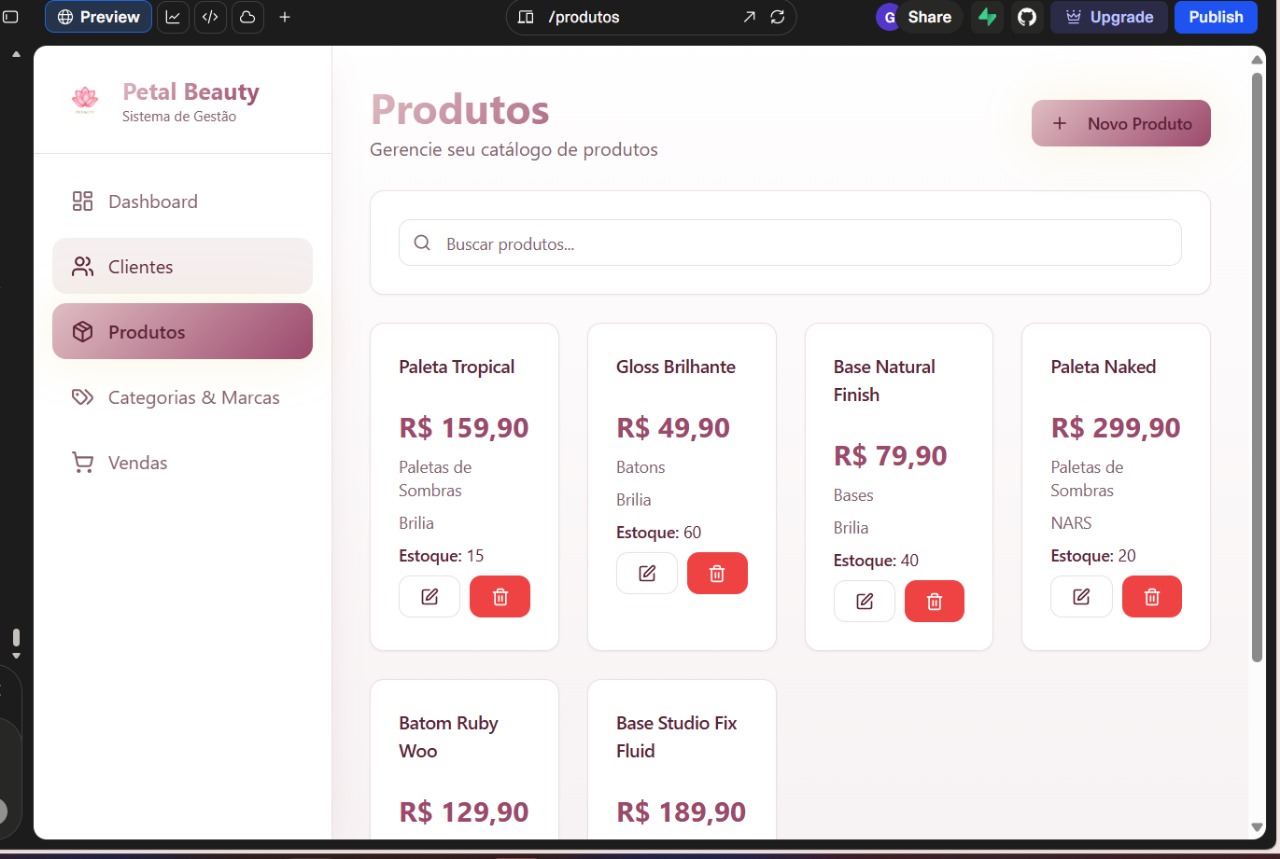 Preview
/produtos
G
Share
Upgrade
Publish
Petal Beauty
Sistema de Gestão
Dashboard
Clientes
Produtos
Categorias & Marcas
Vendas
Produtos
Gerencie seu catálogo de produtos
+ Novo Produto
Buscar produtos...
Paleta Tropical
R$ 159,90
Paletas de
Sombras
Brilia
Estoque: 15
Gloss Brilhante
R$ 49,90
Batons
Brilia
Estoque: 60
Base Natural
Finish
R$ 79,90
Bases
Brilia
Estoque: 40
Paleta Naked
R$ 299,90
Paletas de
Sombras
NARS
Estoque: 20
Batom Ruby
Woo
R$ 129,90
Base Studio Fix
Fluid
R$ 189,90